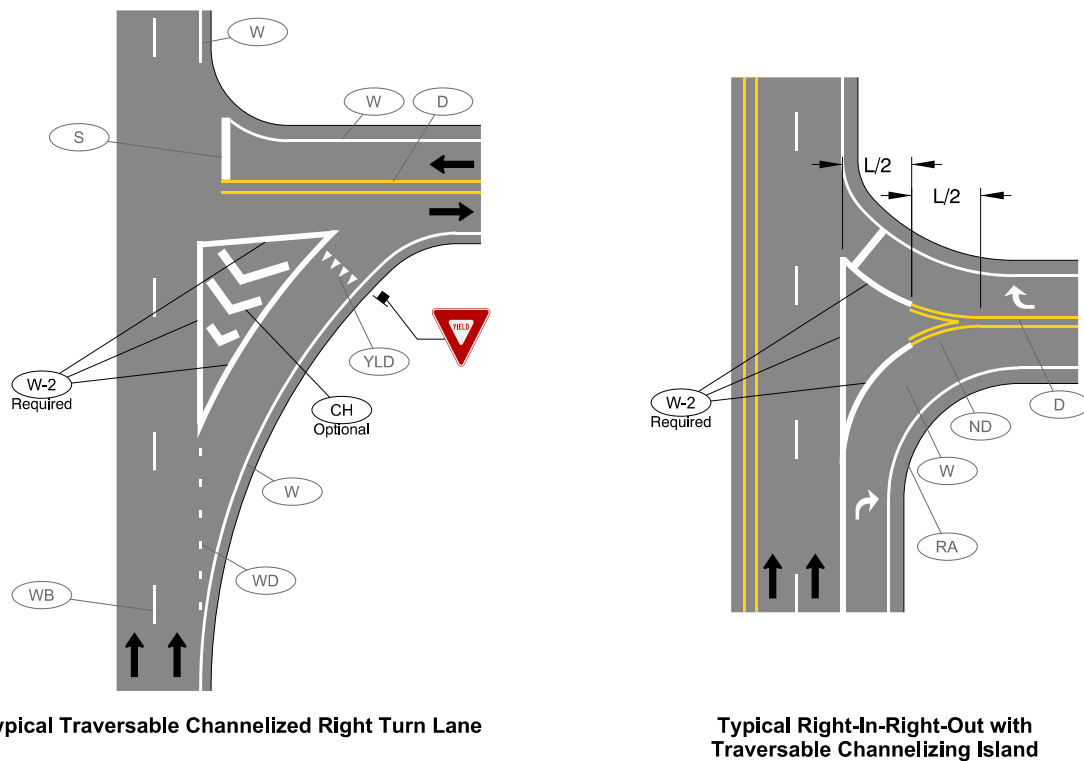 W
W
D
S
YIELD
YLD
W-2
Required
CH
Optional
W
WD
WB
ypical Traversable Channelized Right Turn Lane
L/2
L/2
W-2
Required
D
ND
W
RA
Typical Right-In-Right-Out with
Traversable Channelizing Island